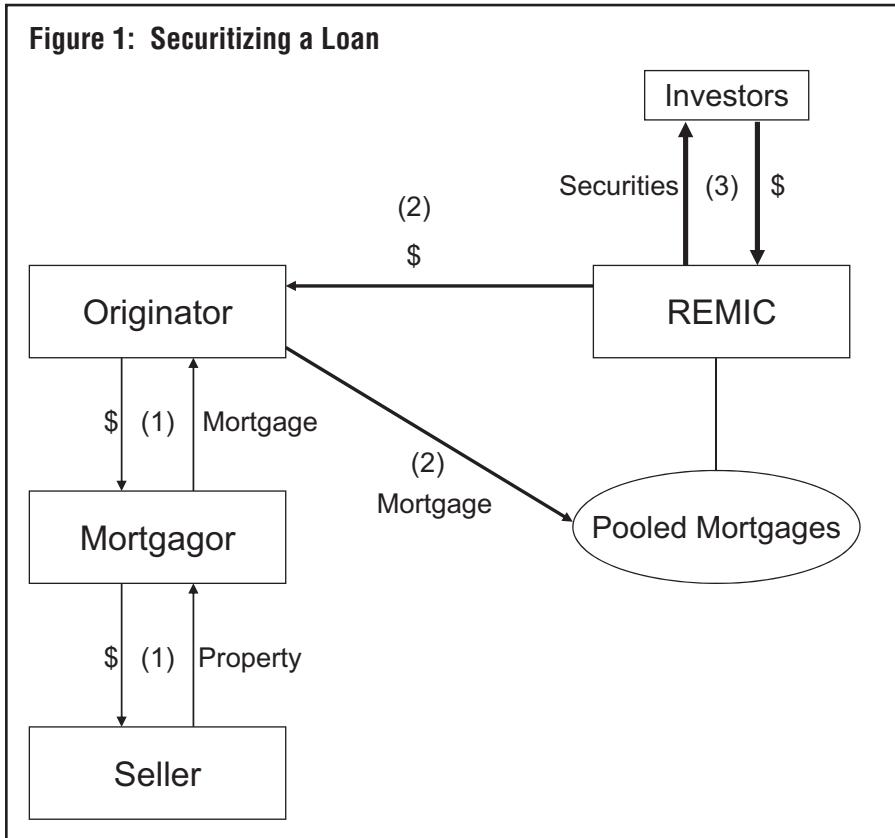 Figure 1: Securitizing a Loan
Investors
Securities (3) $
(2)
$
Originator
REMIC
$ (1) Mortgage
(2)
Mortgage
Mortgagor
Pooled Mortgages
$ (1) Property
Seller